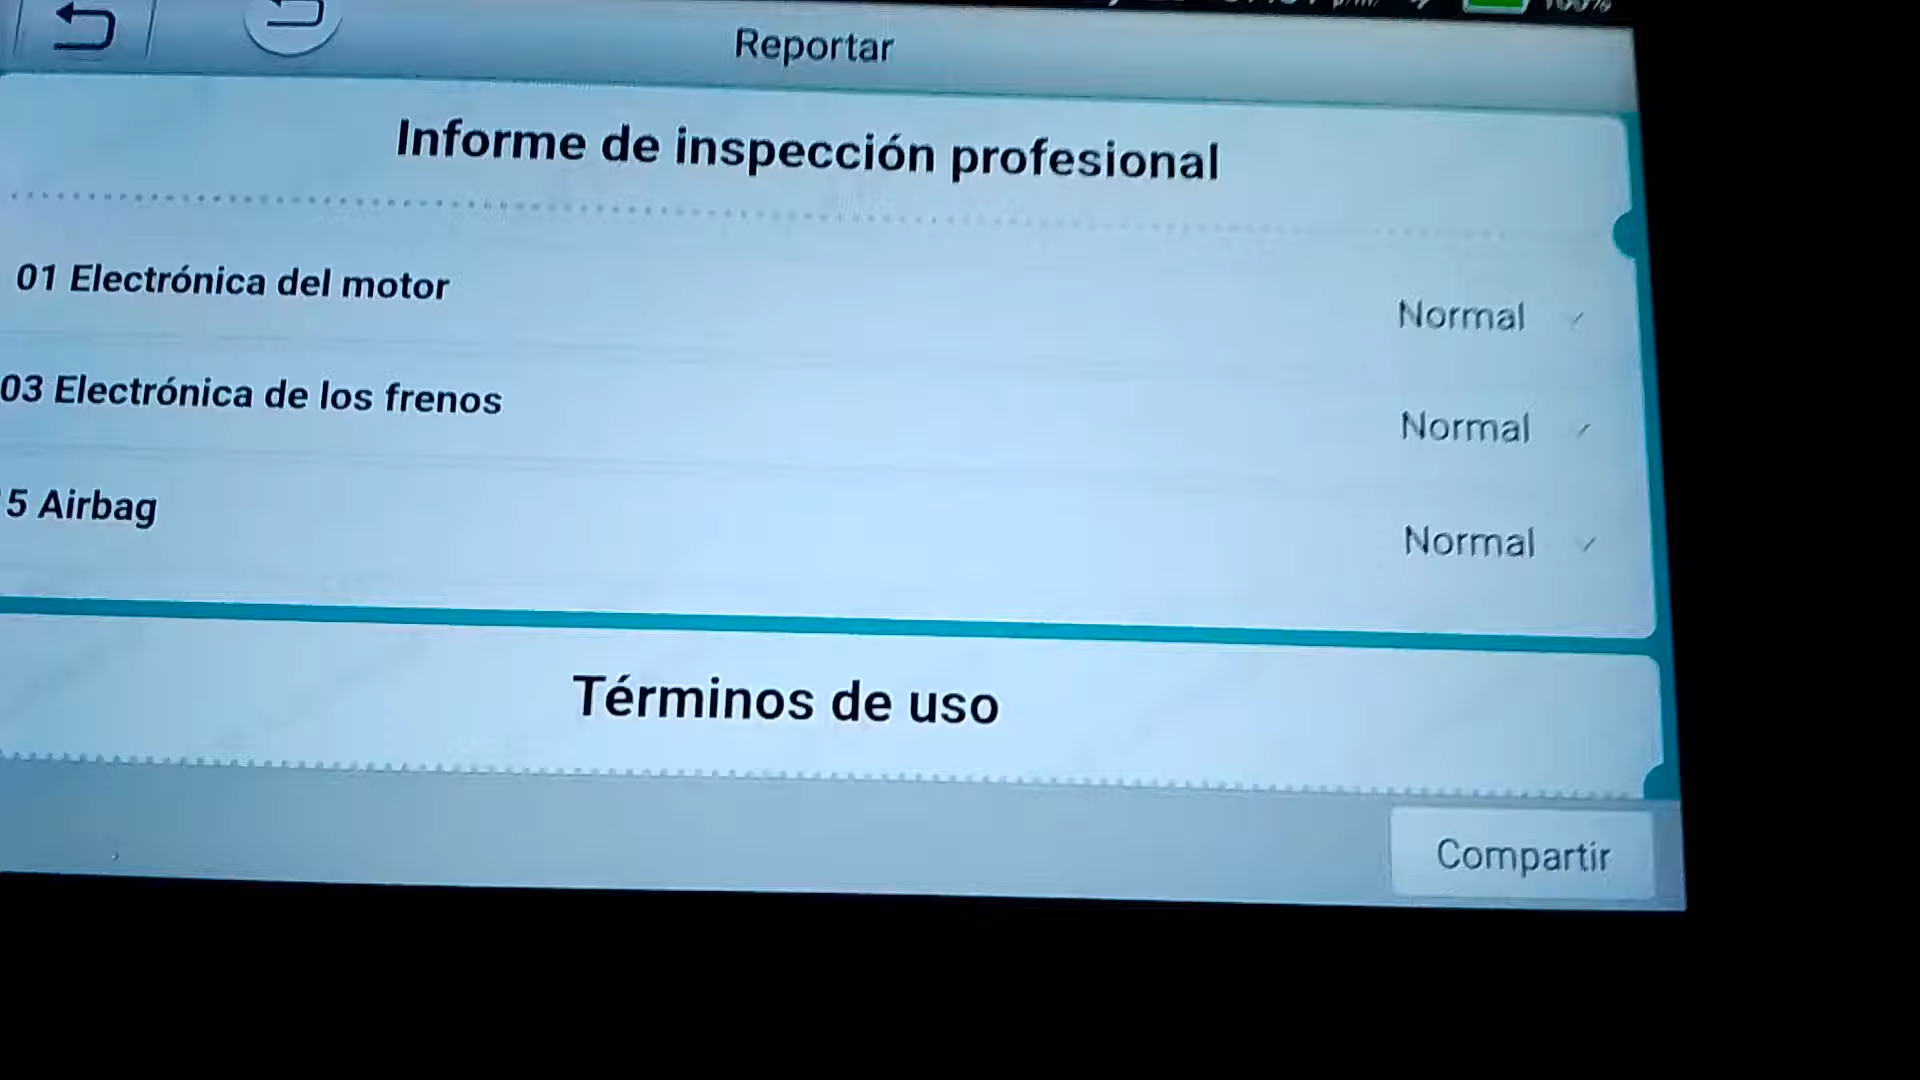 Reportar
Informe de inspección profesional
01 Electrónica del motor
Normal
03 Electrónica de los frenos
Normal
5 Airbag
Normal
Términos de uso
Compartir